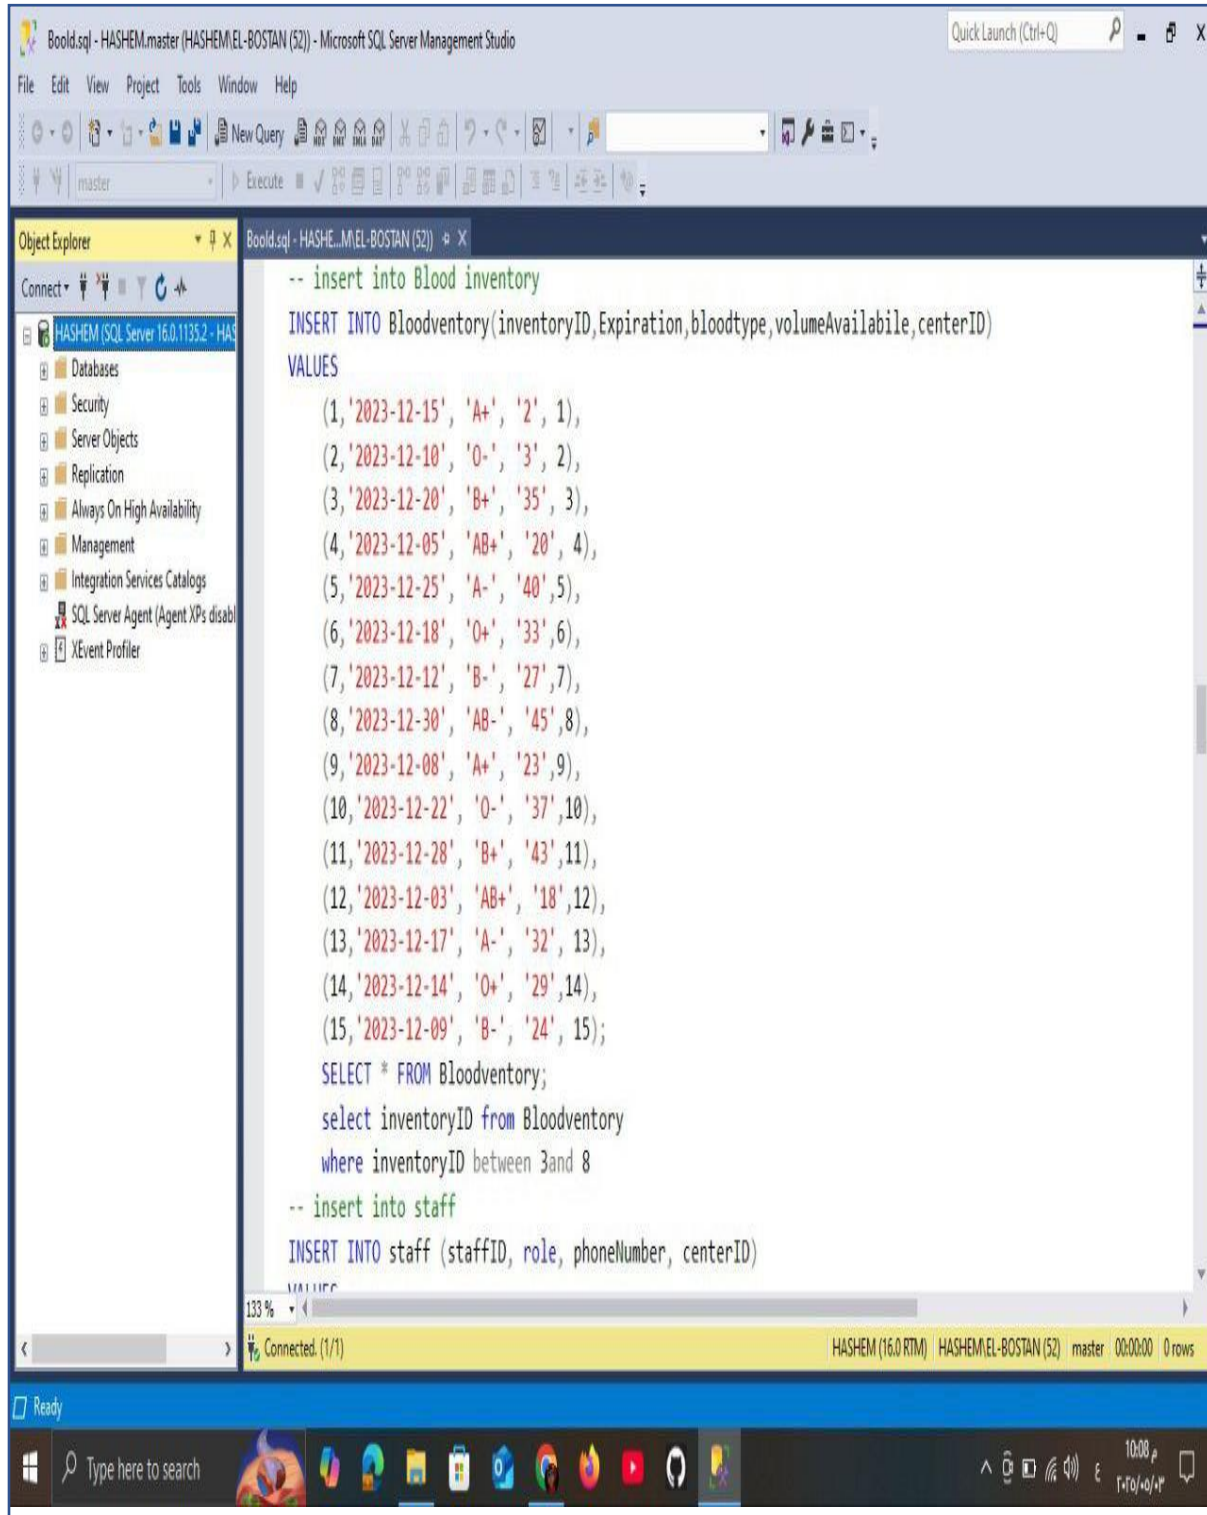 Boold.sql - HASHEM.master (HASHEM\EL-BOSTAN (52)) - Microsoft SQL Server Management Studio
Quick Launch (Ctrl+Q)
File Edit View Project Tools Window Help
New Query
master
Execute
Object Explorer
Boold.sql - HASHE...M\EL-BOSTAN (52))
Connect
HASHEM (SQL Server 16.0.1135.2 - HAS
Databases
Security
Server Objects
Replication
Always On High Availability
Management
Integration Services Catalogs
SQL Server Agent (Agent XPs disabl
XEvent Profiler
-- insert into Blood inventory
INSERT INTO Bloodventory(inventoryID,Expiration,bloodtype,volumeAvailabile,centerID)
VALUES
(1,'2023-12-15', 'A+', '2', 1),
(2,'2023-12-10', 'O-', '3', 2),
(3,'2023-12-20', 'B+', '35', 3),
(4,'2023-12-05', 'AB+', '20', 4),
(5,'2023-12-25', 'A-', '40',5),
(6,'2023-12-18', 'O+', '33',6),
(7,'2023-12-12', 'B-', '27',7),
(8,'2023-12-30', 'AB-', '45',8),
(9,'2023-12-08', 'A+', '23',9),
(10,'2023-12-22', 'O-', '37',10),
(11,'2023-12-28', 'B+', '43',11),
(12,'2023-12-03', 'AB+', '18',12),
(13,'2023-12-17', 'A-', '32', 13),
(14,'2023-12-14', 'O+', '29',14),
(15,'2023-12-09', 'B-', '24', 15);
SELECT * FROM Bloodventory;
select inventoryID from Bloodventory
where inventoryID between 3and 8
-- insert into staff
INSERT INTO staff (staffID, role, phoneNumber, centerID)
VALUES
133 %
Connected. (1/1)
HASHEM (16.0 RTM) HASHEM\EL-BOSTAN (52) master 00:00:00 0 rows
Ready
Type here to search
ع
10:08 م
٢٠٢٥/٠٥/٠٣